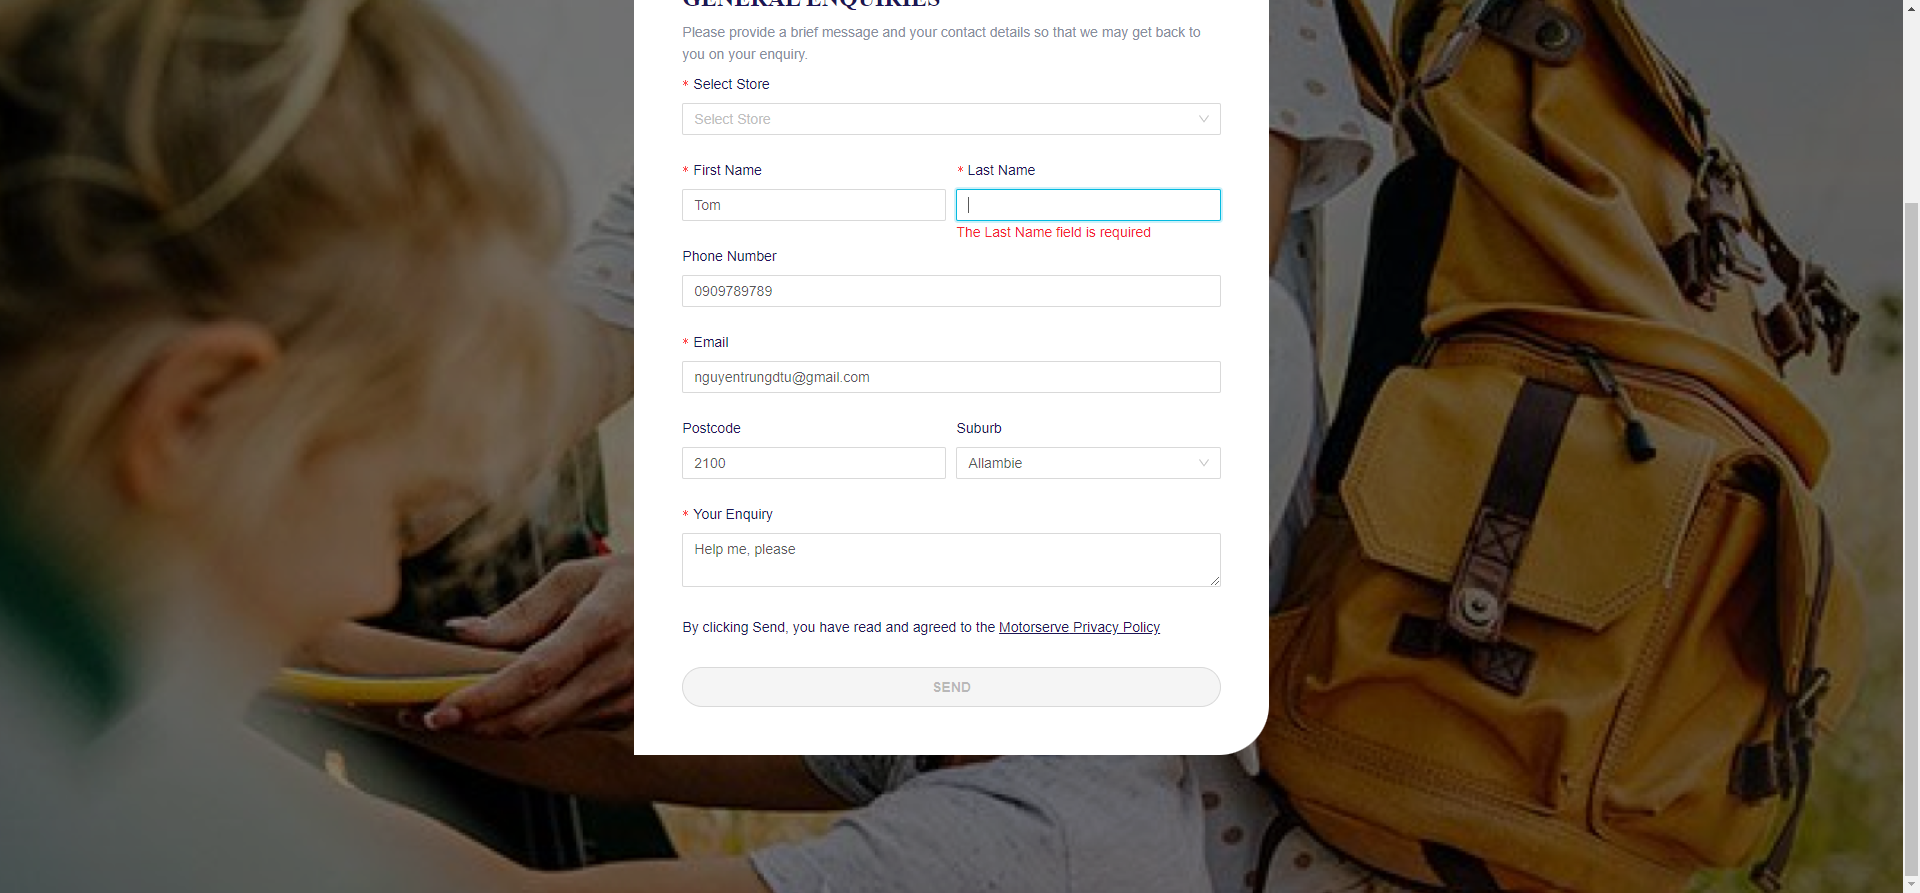 GENERAL ENQUIRIES
Please provide a brief message and your contact details so that we may get back to
you on your enquiry.
* Select Store
Select Store
* First Name
* Last Name
Tom
The Last Name field is required
Phone Number
0909789789
* Email
nguyentrungdtu@gmail.com
Postcode
Suburb
2100
Allambie
* Your Enquiry
Help me, please
By clicking Send, you have read and agreed to the Motorserve Privacy Policy
SEND